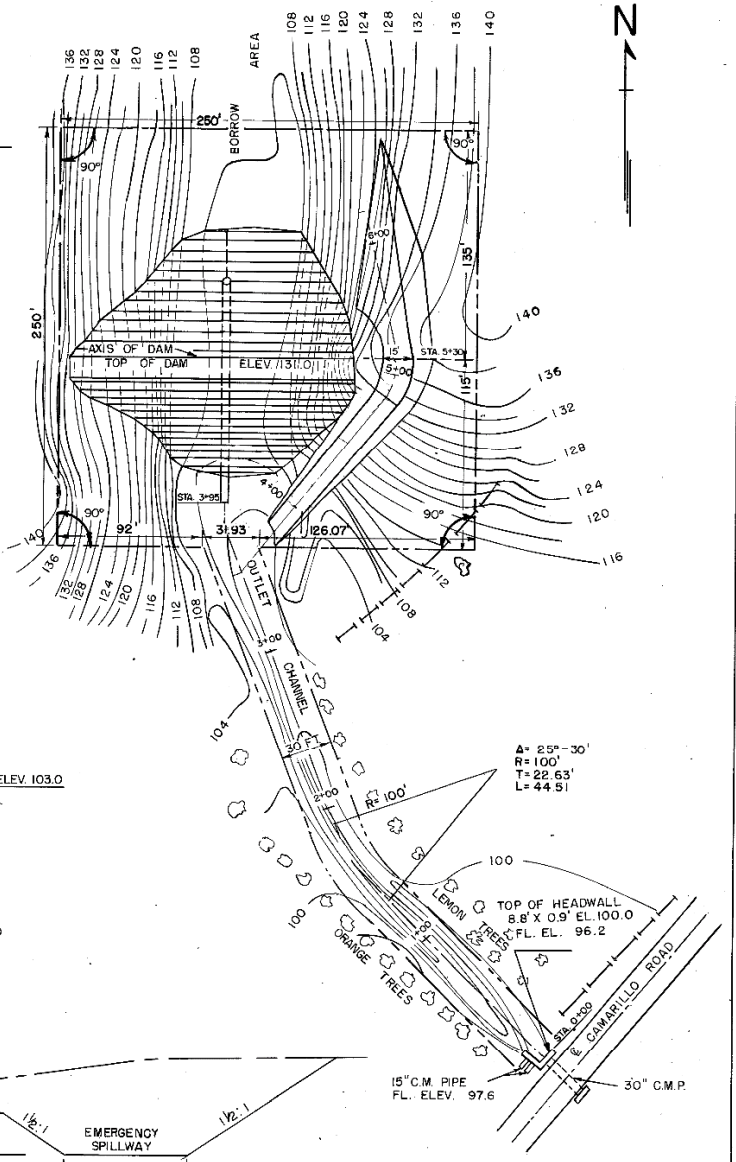 N
136 132 128 124 120 116 112 108
AREA
108 112 116 120 124 128 132 136 140
250'
BORROW
90°
90°
6+00
135'
250'
140
AXIS OF DAM
TOP OF DAM ELEV. 131.0
15'
STA. 5+30
5+00
115'
136
132
128
124
120
116
4+00
STA. 3+95
90°
90°
92'
31.93
126.07'
140
136
132
128
124
120
116
112
108
112
108
104
OUTLET
CHANNEL
3+00
104
30'
ELEV. 103.0
Δ= 25°-30'
R= 100'
T= 22.63'
L= 44.51
2+00
R= 100'
100
LEMON TREES
TOP OF HEADWALL
8.8' X 0.9' EL. 100.0
FL. EL. 96.2
100
1+00
ORANGE TREES
STA. 0+00
℄ CAMARILLO ROAD
15" C.M. PIPE
FL. ELEV. 97.6
30" C.M.P.
1½:1
EMERGENCY
SPILLWAY
1½:1